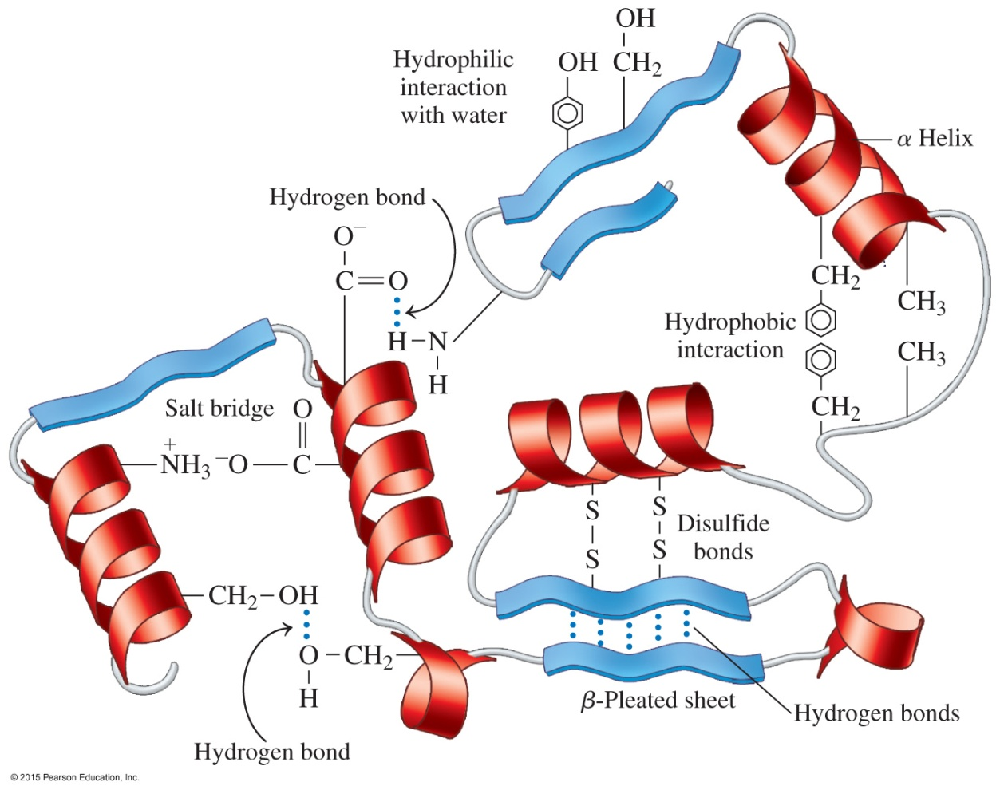 OH
Hydrophilic
interaction
with water
OH CH₂
α Helix
Hydrogen bond
O⁻
C=O
H–N
H
CH₂
CH₃
Hydrophobic
interaction
CH₃
CH₂
Salt bridge
O
+
NH₃ ⁻O—C
S
S
S
S
Disulfide
bonds
CH₂–OH
O–CH₂
H
β-Pleated sheet
Hydrogen bonds
Hydrogen bond
© 2015 Pearson Education, Inc.